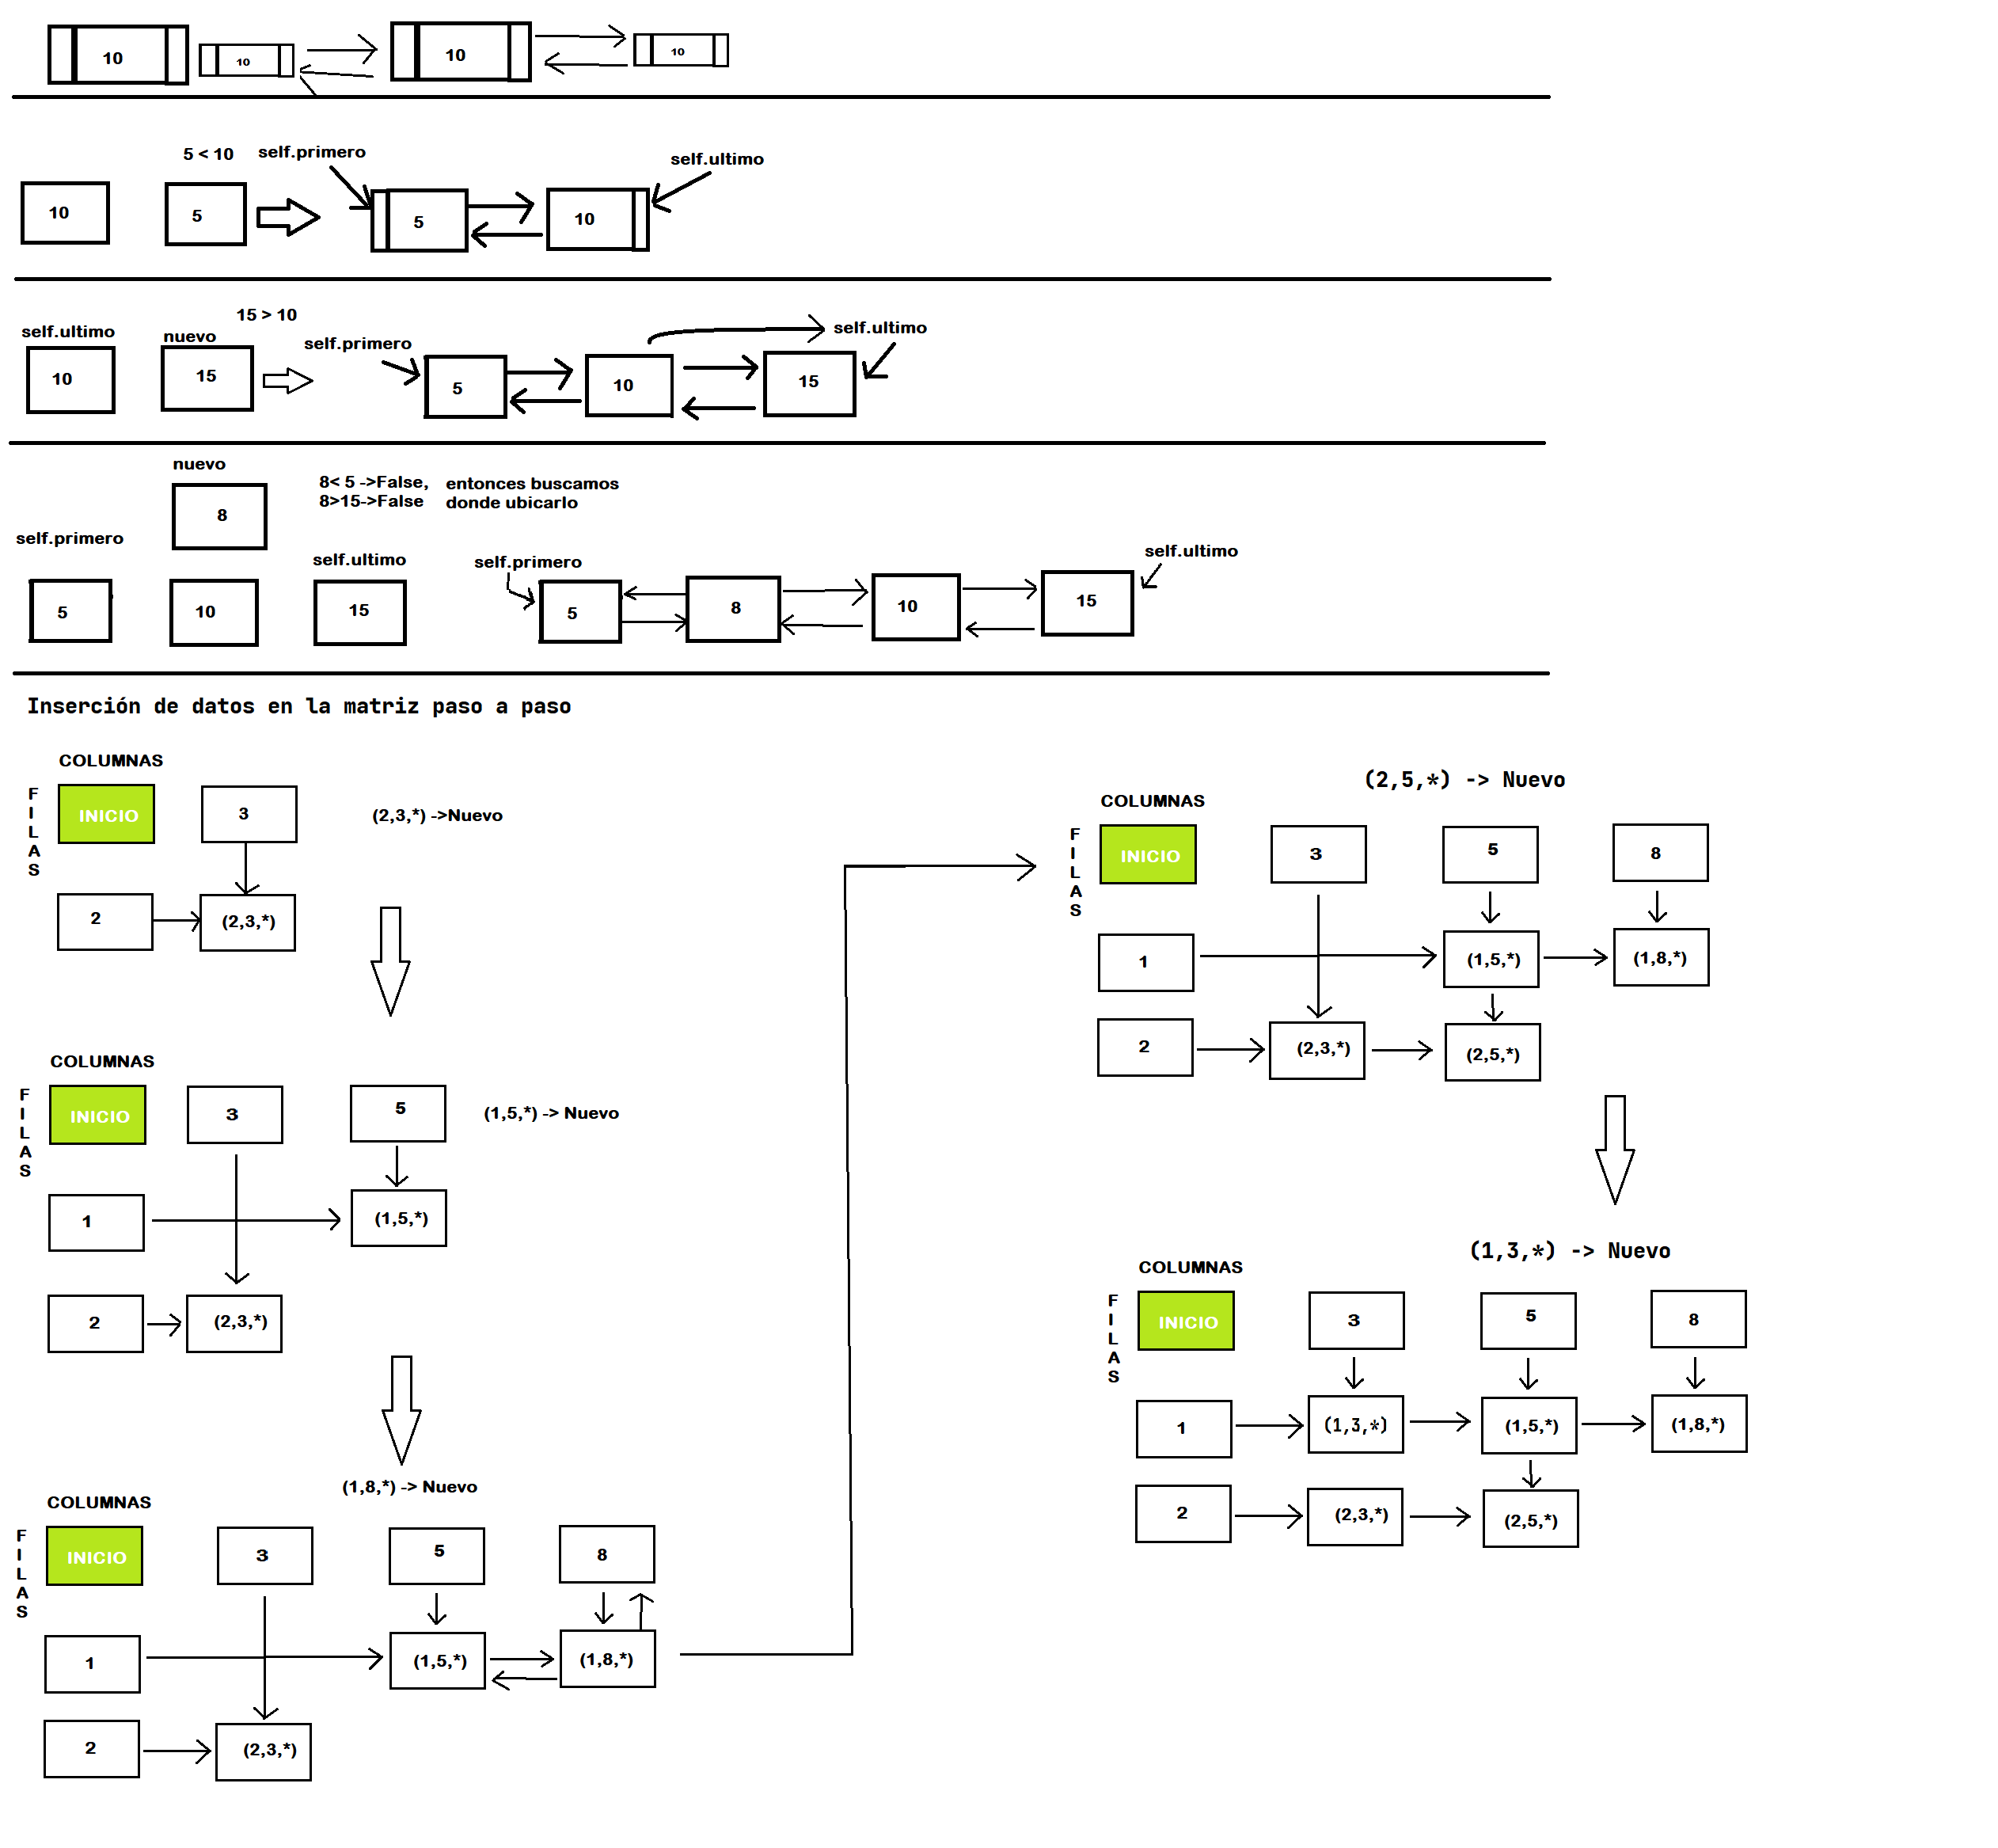 10
10
10
10
5 < 10
self.primero
self.ultimo
10
5
5
10
15 > 10
self.ultimo
nuevo
self.primero
self.ultimo
10
15
5
10
15
nuevo
8< 5 ->False,
8>15->False
entonces buscamos
donde ubicarlo
8
self.primero
self.ultimo
self.primero
self.ultimo
5
10
15
5
8
10
15
Inserción de datos en la matriz paso a paso
COLUMNAS
F
I
L
A
S
INICIO
3
(2,3,*) ->Nuevo
2
(2,3,*)
COLUMNAS
F
I
L
A
S
INICIO
3
5
(1,5,*) -> Nuevo
1
(1,5,*)
2
(2,3,*)
(1,8,*) -> Nuevo
COLUMNAS
F
I
L
A
S
INICIO
3
5
8
1
(1,5,*)
(1,8,*)
2
(2,3,*)
(2,5,*) -> Nuevo
COLUMNAS
F
I
L
A
S
INICIO
3
5
8
1
(1,5,*)
(1,8,*)
2
(2,3,*)
(2,5,*)
(1,3,*) -> Nuevo
COLUMNAS
F
I
L
A
S
INICIO
3
5
8
1
(1,3,*)
(1,5,*)
(1,8,*)
2
(2,3,*)
(2,5,*)